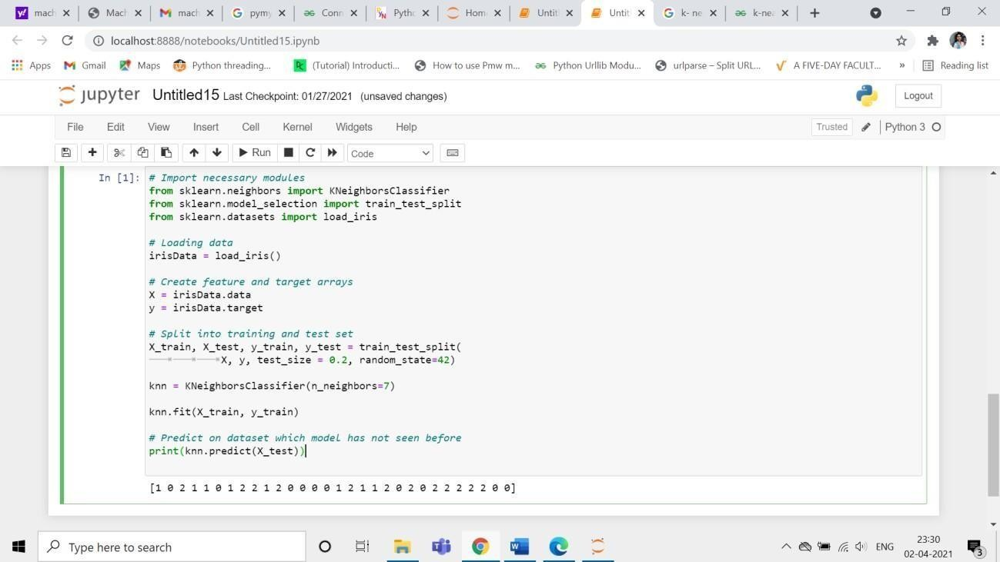 mach
Mach
mach
pymy
Conn
Pytho
Hom
Untit
Untit
k- ne
k-nea
localhost:8888/notebooks/Untitled15.ipynb
Apps
Gmail
Maps
Python threading...
(Tutorial) Introducti...
How to use Pmw m...
Python Urllib Modu...
urlparse – Split URL...
A FIVE-DAY FACULT...
»
Reading list
jupyter Untitled15 Last Checkpoint: 01/27/2021 (unsaved changes)
Logout
File Edit View Insert Cell Kernel Widgets Help
Trusted
Python 3
Run
Code
In [1]: # Import necessary modules
from sklearn.neighbors import KNeighborsClassifier
from sklearn.model_selection import train_test_split
from sklearn.datasets import load_iris
# Loading data
irisData = load_iris()
# Create feature and target arrays
X = irisData.data
y = irisData.target
# Split into training and test set
X_train, X_test, y_train, y_test = train_test_split(
X, y, test_size = 0.2, random_state=42)
knn = KNeighborsClassifier(n_neighbors=7)
knn.fit(X_train, y_train)
# Predict on dataset which model has not seen before
print(knn.predict(X_test))
[1 0 2 1 1 0 1 2 2 1 2 0 0 0 0 1 2 1 1 2 0 2 0 2 2 2 2 2 0 0]
Type here to search
ENG
23:30
02-04-2021
3